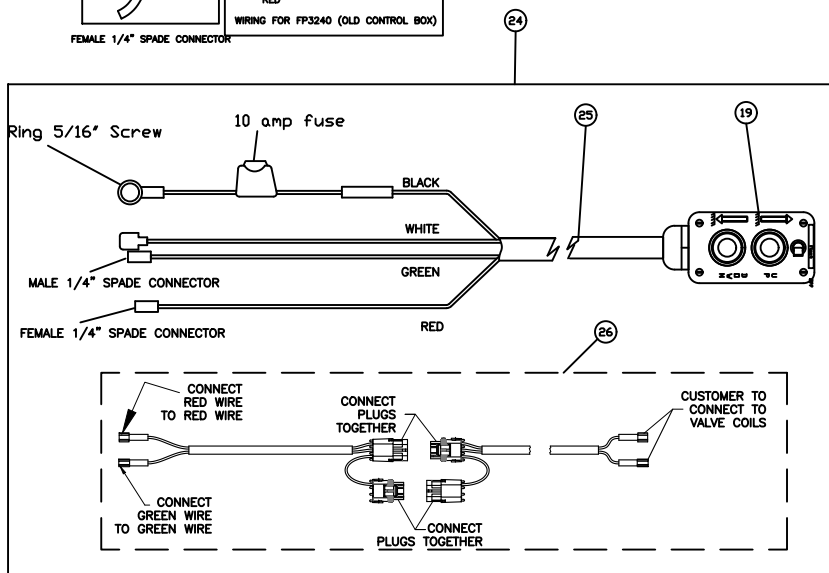 RED
WIRING FOR FP3240 (OLD CONTROL BOX)
FEMALE 1/4" SPADE CONNECTOR
24
Ring 5/16" Screw
10 amp fuse
25
19
BLACK
WHITE
GREEN
MALE 1/4" SPADE CONNECTOR
FEMALE 1/4" SPADE CONNECTOR
RED
UP
26
CONNECT
RED WIRE
TO RED WIRE
CONNECT
PLUGS
TOGETHER
CUSTOMER TO
CONNECT TO
VALVE COILS
CONNECT
GREEN WIRE
TO GREEN WIRE
CONNECT
PLUGS TOGETHER